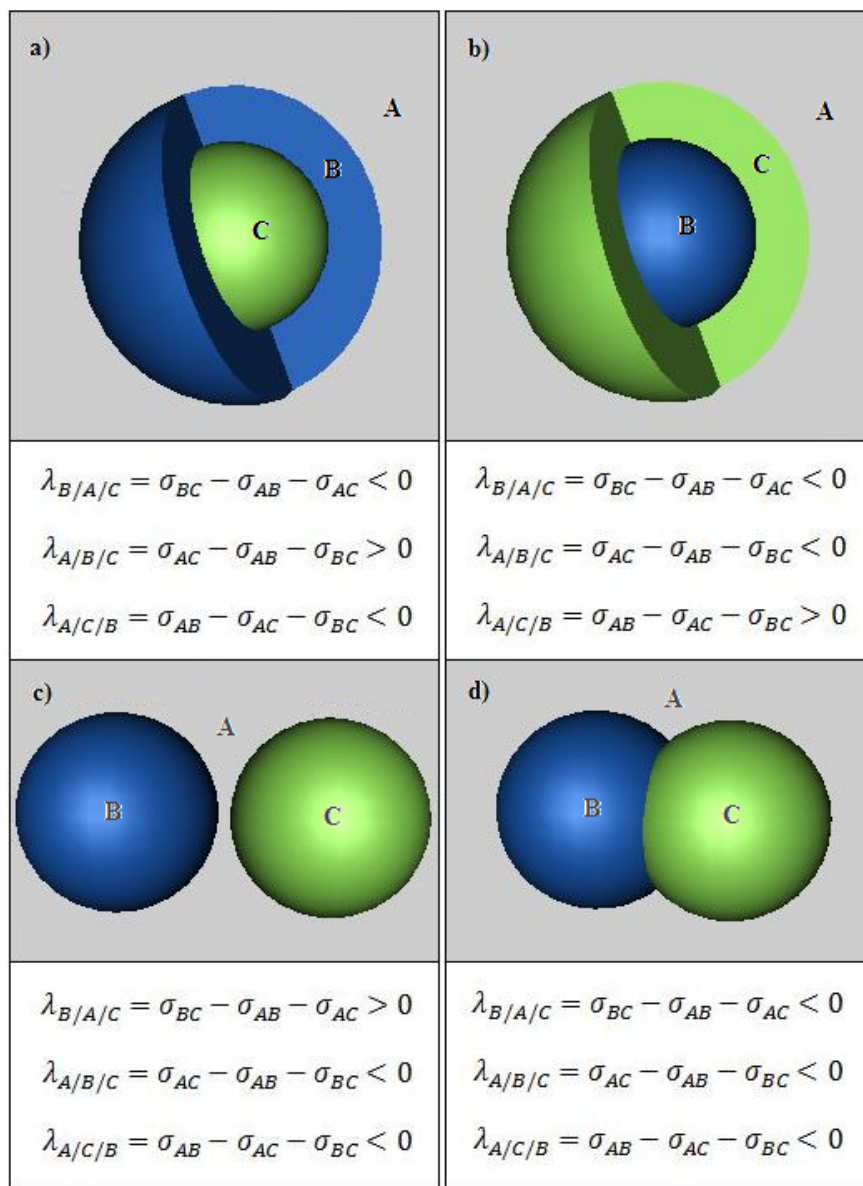 a)
A
B
C
λB/A/C = σBC − σAB − σAC < 0
λA/B/C = σAC − σAB − σBC > 0
λA/C/B = σAB − σAC − σBC < 0
b)
A
C
B
λB/A/C = σBC − σAB − σAC < 0
λA/B/C = σAC − σAB − σBC < 0
λA/C/B = σAB − σAC − σBC > 0
c)
A
B
C
λB/A/C = σBC − σAB − σAC > 0
λA/B/C = σAC − σAB − σBC < 0
λA/C/B = σAB − σAC − σBC < 0
d)
A
B
C
λB/A/C = σBC − σAB − σAC < 0
λA/B/C = σAC − σAB − σBC < 0
λA/C/B = σAB − σAC − σBC < 0